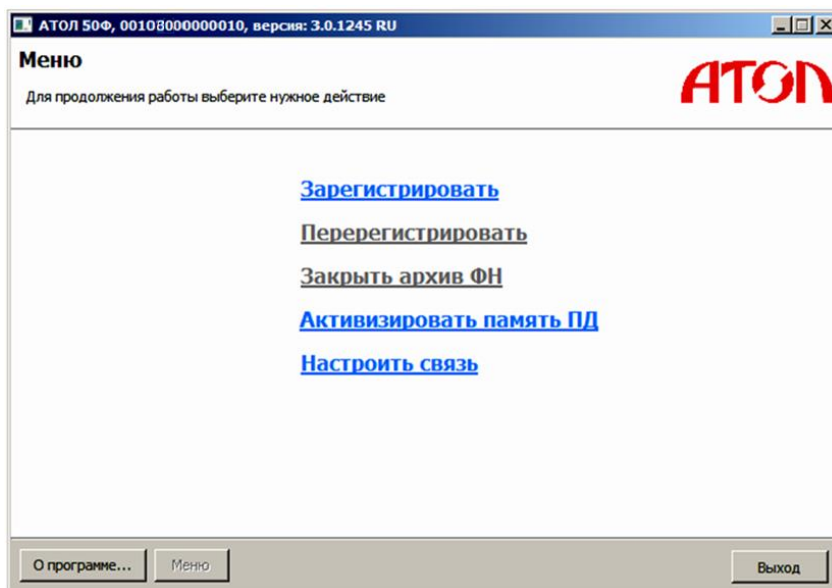 АТОЛ 50Ф, 00108000000010, версия: 3.0.1245 RU
Меню
Для продолжения работы выберите нужное действие
АТОЛ
Зарегистрировать
Перерегистрировать
Закрыть архив ФН
Активизировать память ПД
Настроить связь
О программе...
Меню
Выход